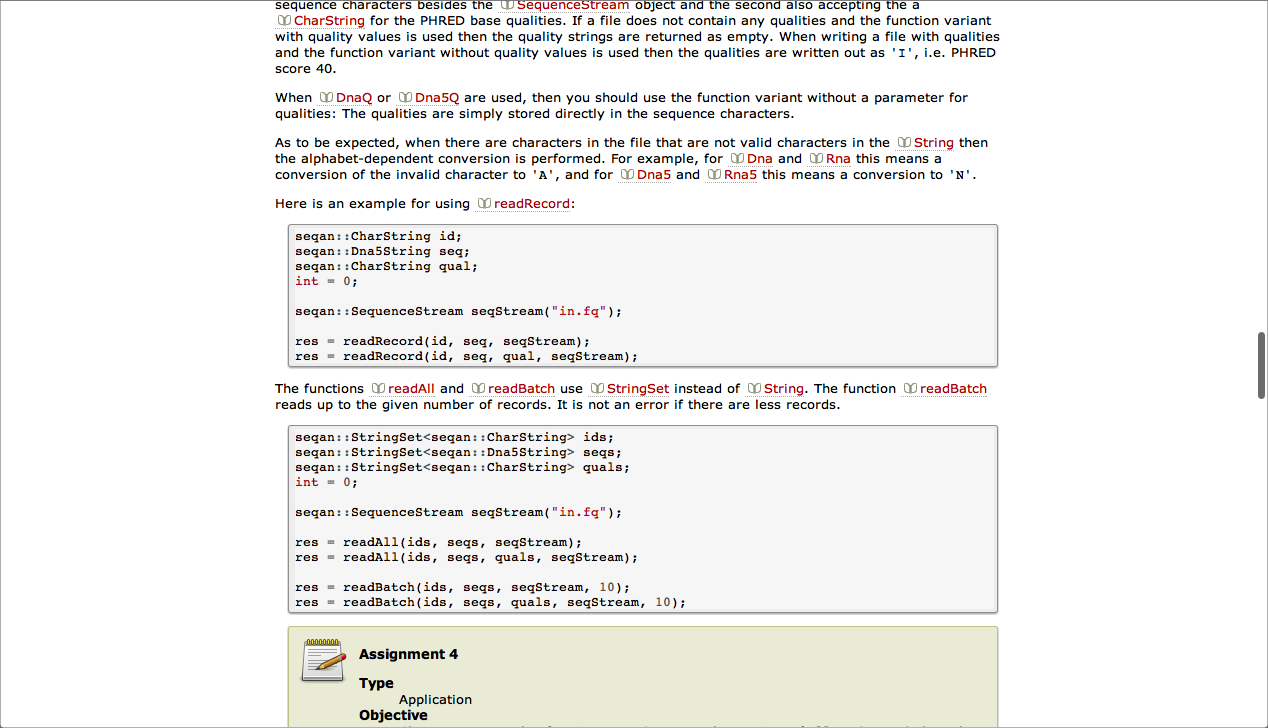 sequence characters besides the SequenceStream object and the second also accepting the a
CharString for the PHRED base qualities. If a file does not contain any qualities and the function variant
with quality values is used then the quality strings are returned as empty. When writing a file with qualities
and the function variant without quality values is used then the qualities are written out as 'I', i.e. PHRED
score 40.
When DnaQ or Dna5Q are used, then you should use the function variant without a parameter for
qualities: The qualities are simply stored directly in the sequence characters.
As to be expected, when there are characters in the file that are not valid characters in the String then
the alphabet-dependent conversion is performed. For example, for Dna and Rna this means a
conversion of the invalid character to 'A', and for Dna5 and Rna5 this means a conversion to 'N'.
Here is an example for using readRecord:
seqan::CharString id;
seqan::Dna5String seq;
seqan::CharString qual;
int = 0;
seqan::SequenceStream seqStream("in.fq");
res = readRecord(id, seq, seqStream);
res = readRecord(id, seq, qual, seqStream);
The functions readAll and readBatch use StringSet instead of String. The function readBatch
reads up to the given number of records. It is not an error if there are less records.
seqan::StringSet<seqan::CharString> ids;
seqan::StringSet<seqan::Dna5String> seqs;
seqan::StringSet<seqan::CharString> quals;
int = 0;
seqan::SequenceStream seqStream("in.fq");
res = readAll(ids, seqs, seqStream);
res = readAll(ids, seqs, quals, seqStream);
res = readBatch(ids, seqs, seqStream, 10);
res = readBatch(ids, seqs, quals, seqStream, 10);
Assignment 4
Type
Application
Objective